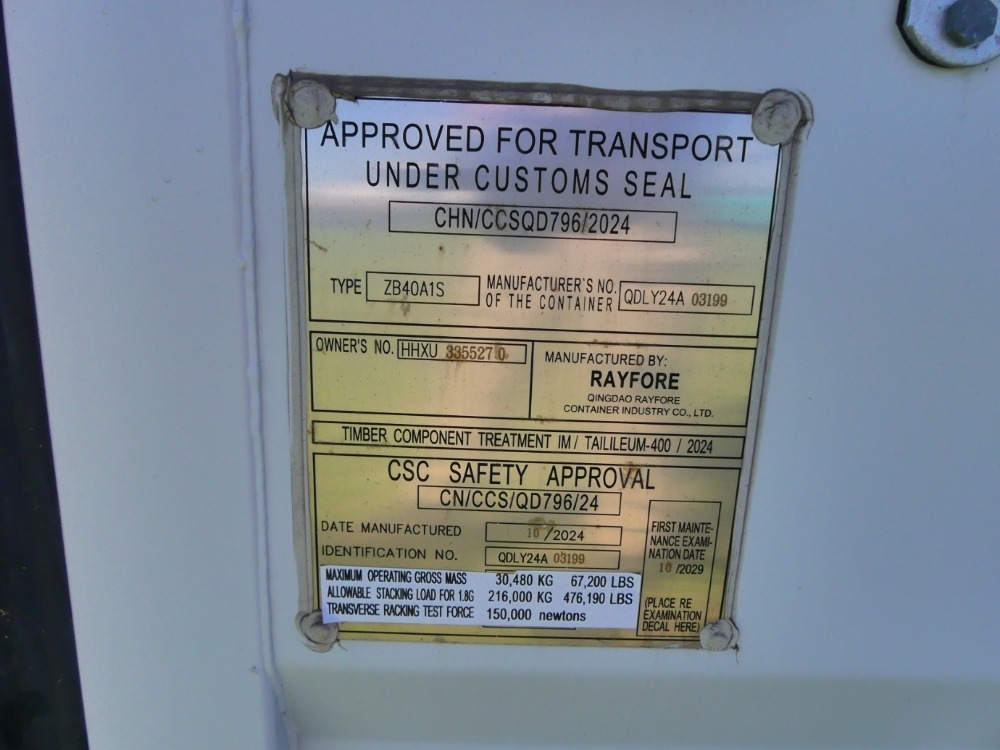 APPROVED FOR TRANSPORT
UNDER CUSTOMS SEAL
CHN/CCSQD796/2024
TYPE ZB40A1S MANUFACTURER'S NO. OF THE CONTAINER QDLY24A 03199
OWNER'S NO. HHXU 335527 0
MANUFACTURED BY:
RAYFORE
QINGDAO RAYFORE
CONTAINER INDUSTRY CO., LTD.
TIMBER COMPONENT TREATMENT IM / TAILILEUM-400 / 2024
CSC SAFETY APPROVAL
CN/CCS/QD796/24
DATE MANUFACTURED 10 /2024
IDENTIFICATION NO. QDLY24A 03199
MAXIMUM OPERATING GROSS MASS 30,480 KG 67,200 LBS
ALLOWABLE STACKING LOAD FOR 1.8G 216,000 KG 476,190 LBS
TRANSVERSE RACKING TEST FORCE 150,000 newtons
FIRST MAINTE-
NANCE EXAMI-
NATION DATE
10 /2029
(PLACE RE
EXAMINATION
DECAL HERE)